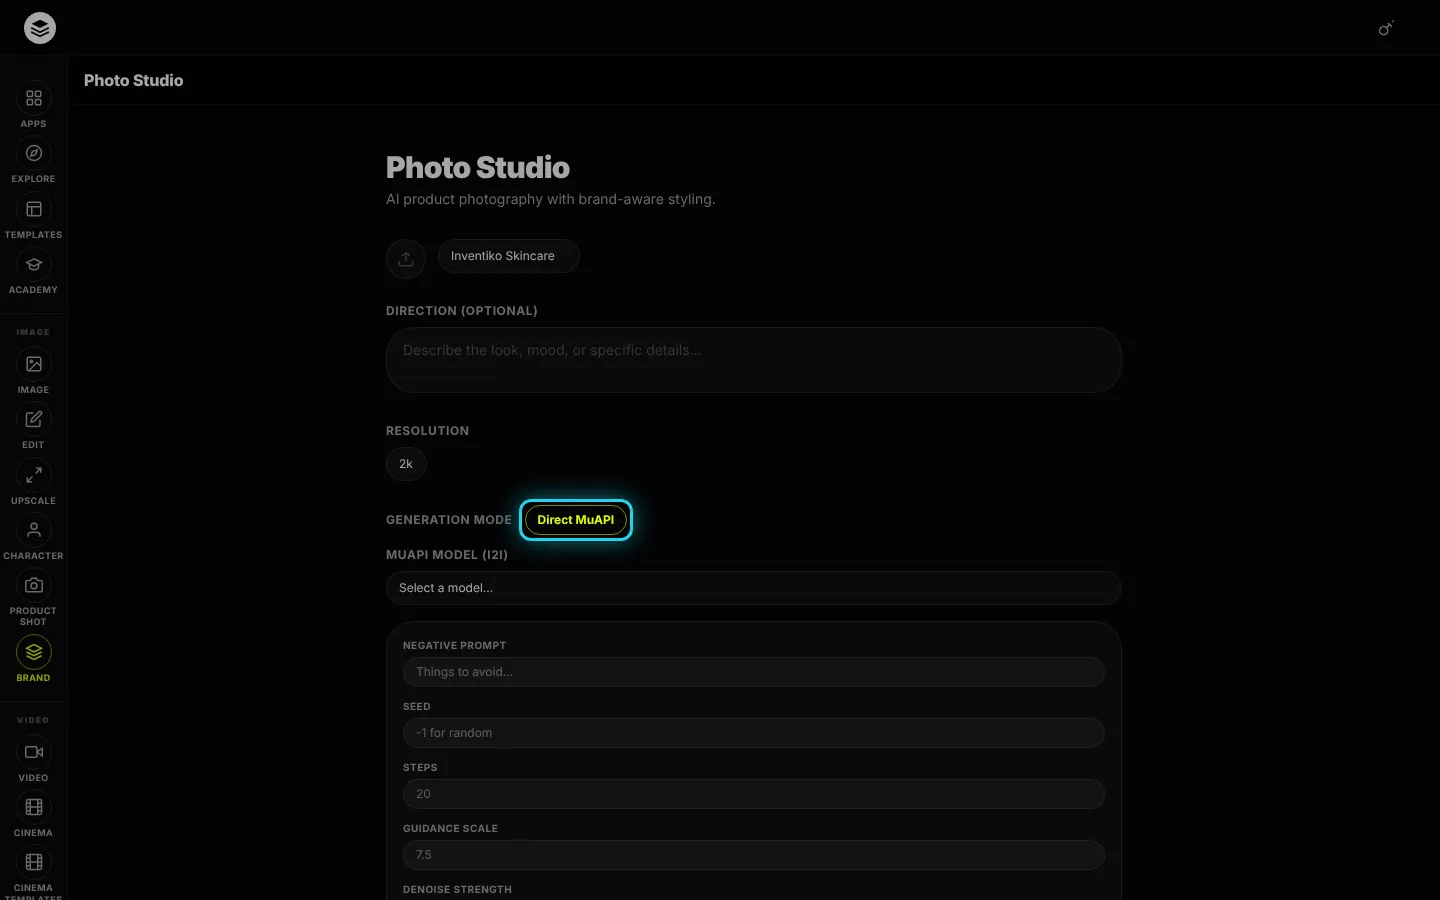 Photo Studio
APPS
EXPLORE
TEMPLATES
ACADEMY
IMAGE
IMAGE
EDIT
UPSCALE
CHARACTER
PRODUCT
SHOT
BRAND
VIDEO
VIDEO
CINEMA
CINEMA
TEMPLATES
Photo Studio
AI product photography with brand-aware styling.
Inventiko Skincare
DIRECTION (OPTIONAL)
Describe the look, mood, or specific details...
RESOLUTION
2k
GENERATION MODE Direct MuAPI
MUAPI MODEL (I2I)
Select a model...
NEGATIVE PROMPT
Things to avoid...
SEED
-1 for random
STEPS
20
GUIDANCE SCALE
7.5
DENOISE STRENGTH